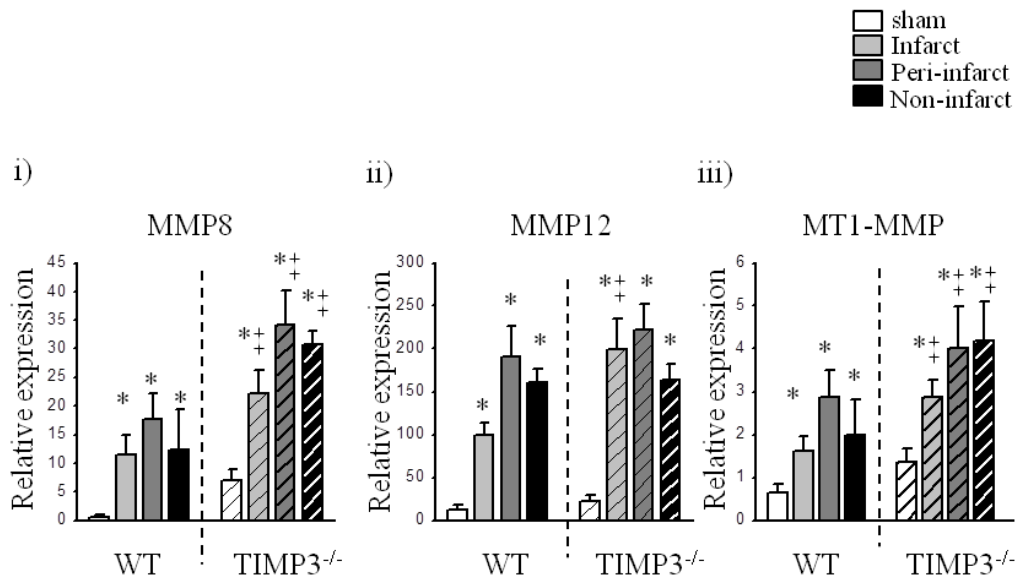 sham
Infarct
Peri-infarct
Non-infarct
i)
MMP8
Relative expression
45
40
35
30
25
20
15
10
5
0
* * * *‡ *‡ *‡
WT TIMP3-/-
ii)
MMP12
Relative expression
300
250
200
150
100
50
0
* * * *‡ * *
WT TIMP3-/-
iii)
MT1-MMP
Relative expression
6
5
4
3
2
1
0
* * * *‡ *‡ *‡
WT TIMP3-/-